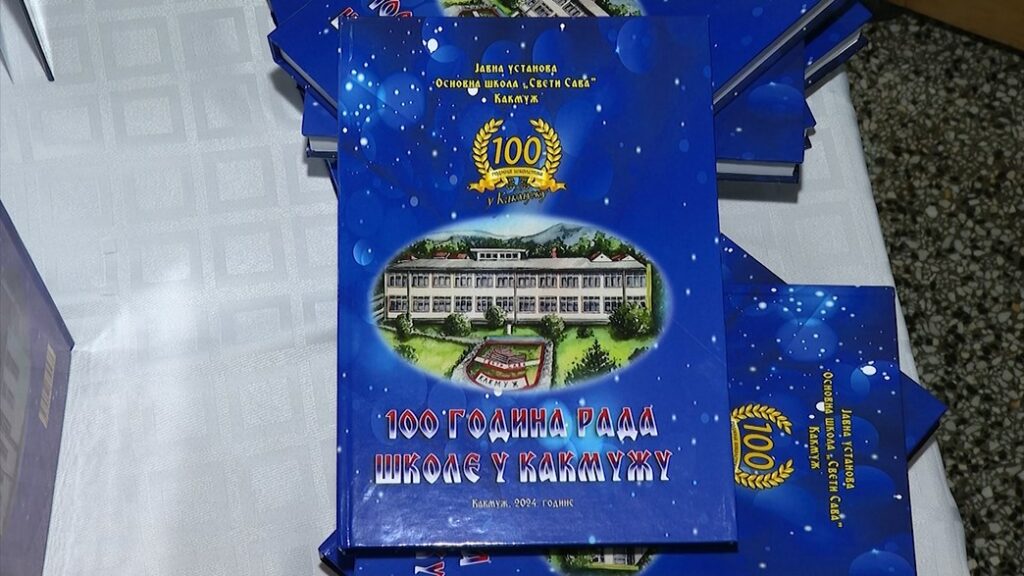 Јавна установа
Основна школа „Свети Сава"
Какмуж
100
у Какмужу
КАКМУЖ
100 ГОДИНА РАДА
ШКОЛЕ У КАКМУЖУ
Какмуж, 2024. године
Јавна установа
Основна школа „Свети Сава"
Какмуж
100